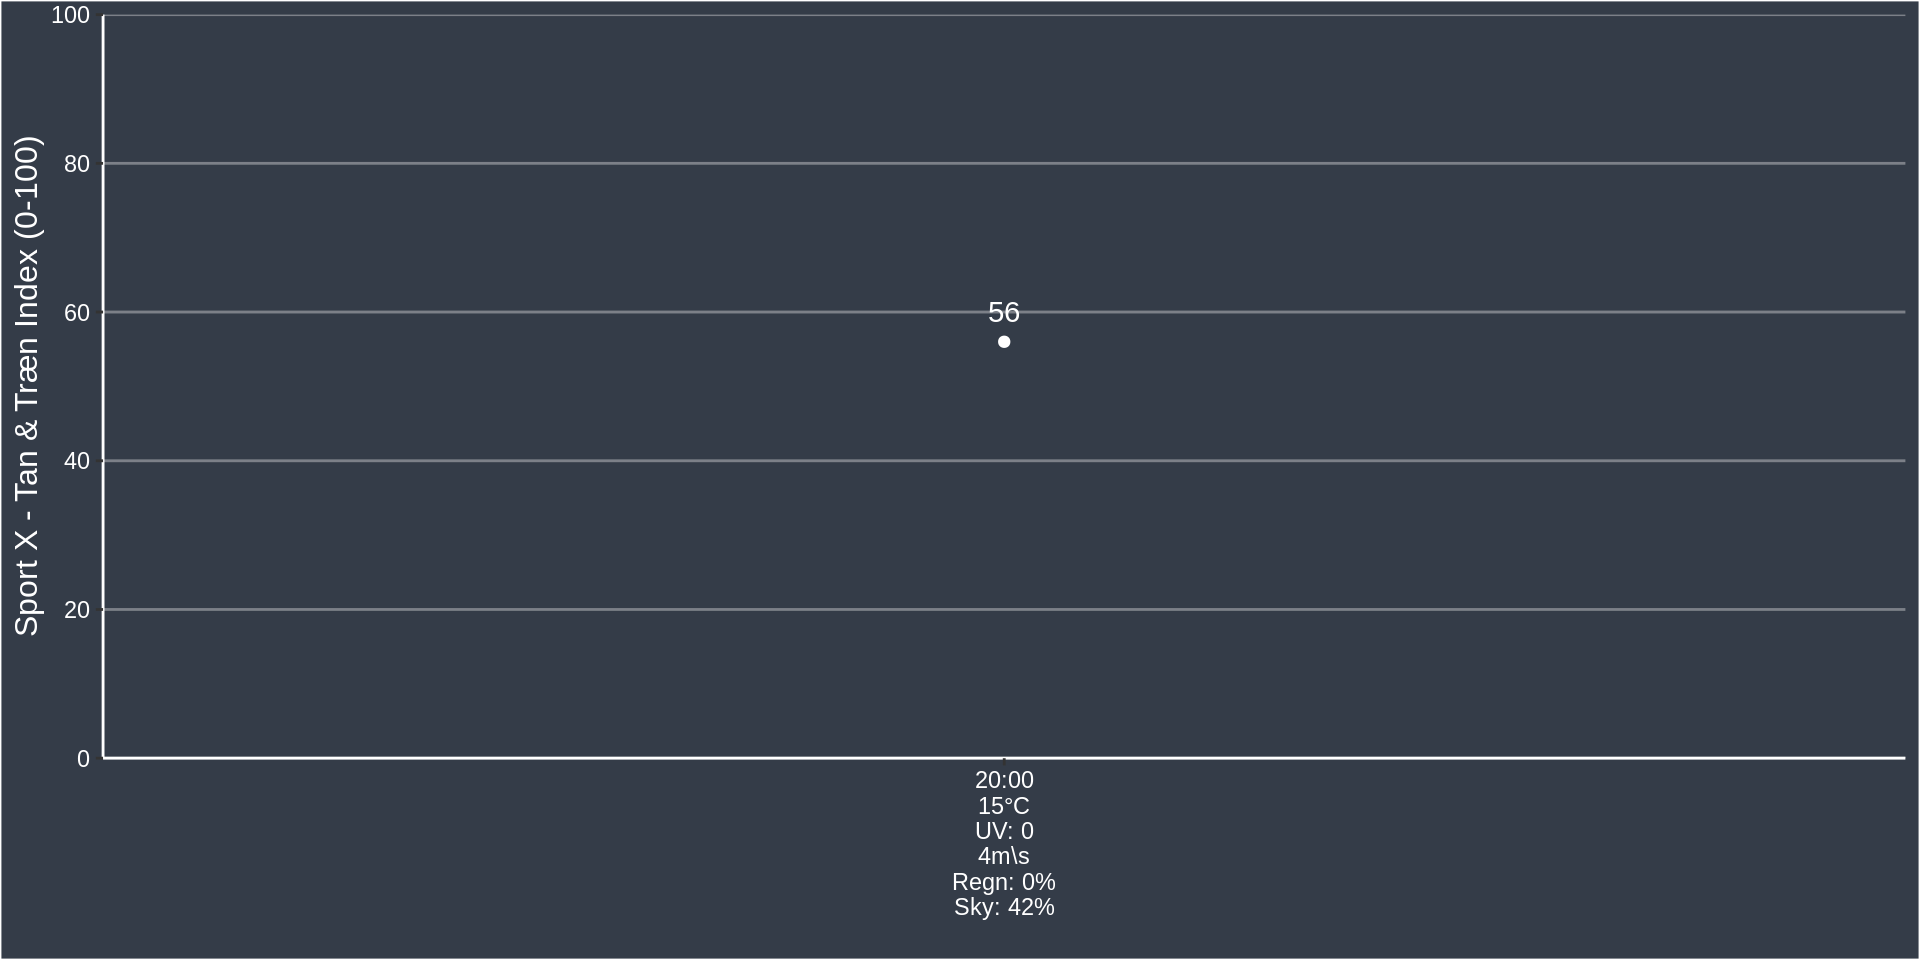 Sport X - Tan & Træn Index (0-100)
100
80
60
40
20
0
56
20:00
15°C
UV: 0
4m\s
Regn: 0%
Sky: 42%